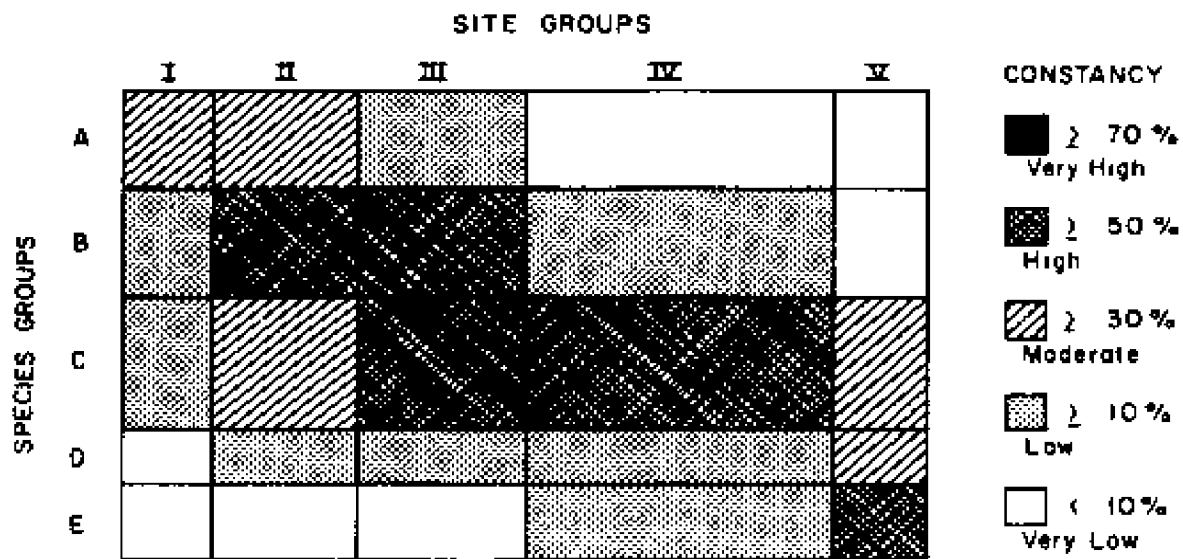 SITE GROUPS
I II III IV V
CONSTANCY
SPECIES GROUPS
A
B
C
D
E
≥ 70 %
Very High
≥ 50 %
High
≥ 30 %
Moderate
≥ 10 %
Low
< 10 %
Very Low